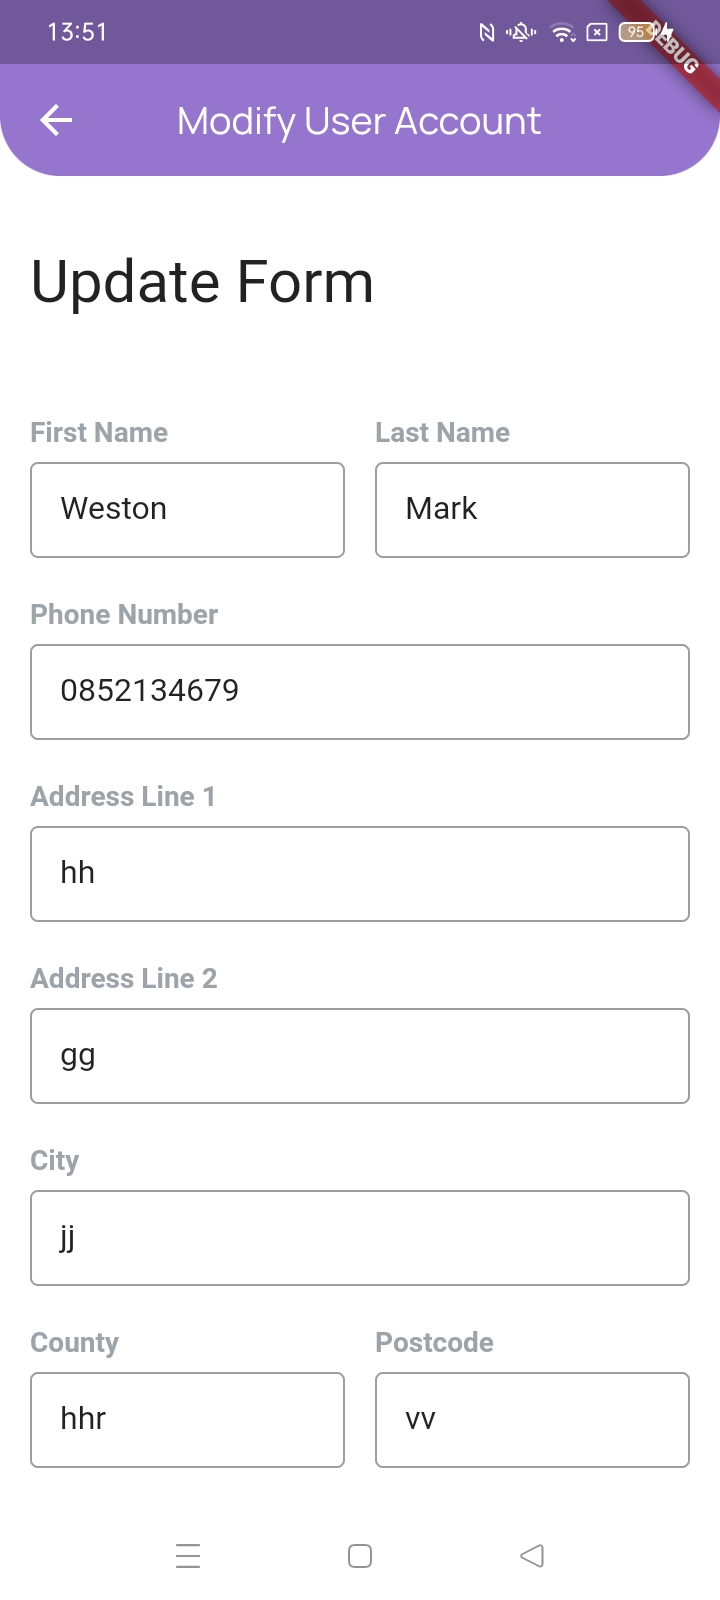 13:51
95
DEBUG
Modify User Account
Update Form
First Name Last Name
Weston Mark
Phone Number
0852134679
Address Line 1
hh
Address Line 2
gg
City
jj
County Postcode
hhr vv